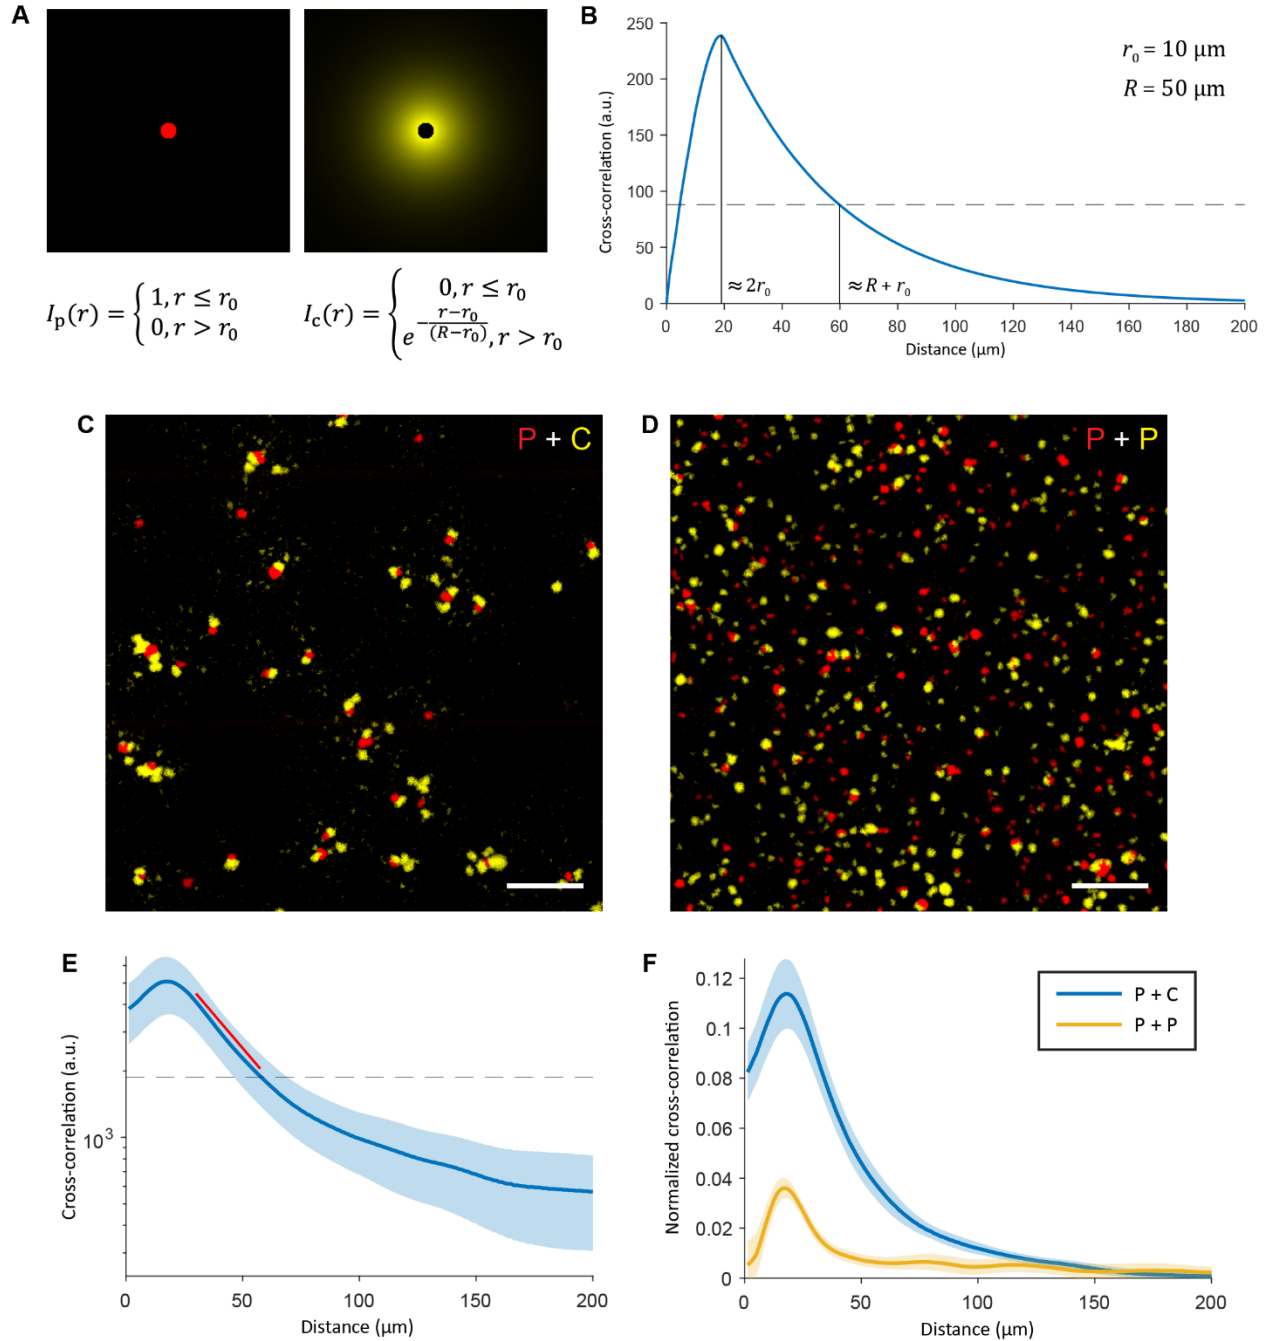 A
I_p(r) = { 1, r ≤ r_0
0, r > r_0
I_c(r) = { 0, r ≤ r_0
e^{-\frac{r-r_0}{(R-r_0)}}, r > r_0
B
250
200
150
100
50
0
Cross-correlation (a.u.)
r_0 = 10 µm
R = 50 µm
≈ 2r_0
≈ R + r_0
0 20 40 60 80 100 120 140 160 180 200
Distance (µm)
C
P + C
D
P + P
E
Cross-correlation (a.u.)
10^3
0 50 100 150 200
Distance (µm)
F
Normalized cross-correlation
0.12
0.1
0.08
0.06
0.04
0.02
0
P + C
P + P
0 50 100 150 200
Distance (µm)